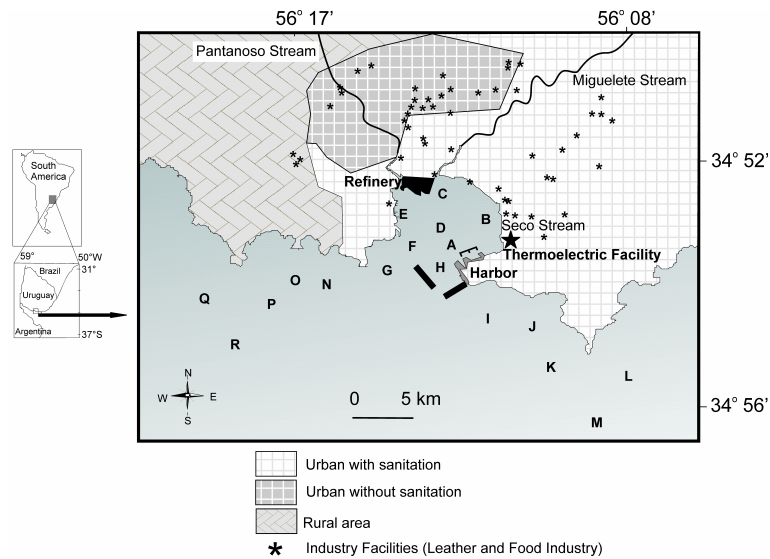 56° 17'
56° 08'
Pantanoso Stream
Miguelete Stream
34° 52'
South
America
Refinery
C
E
B
D
Seco Stream
A
F
Thermoelectric Facility
59°
50°W
G
H
Harbor
Brazil
31°
O
N
Uruguay
Q
P
I
J
Argentina
37°S
R
K
L
N
W
E
S
0
5 km
34° 56'
M
Urban with sanitation
Urban without sanitation
Rural area
* Industry Facilities (Leather and Food Industry)